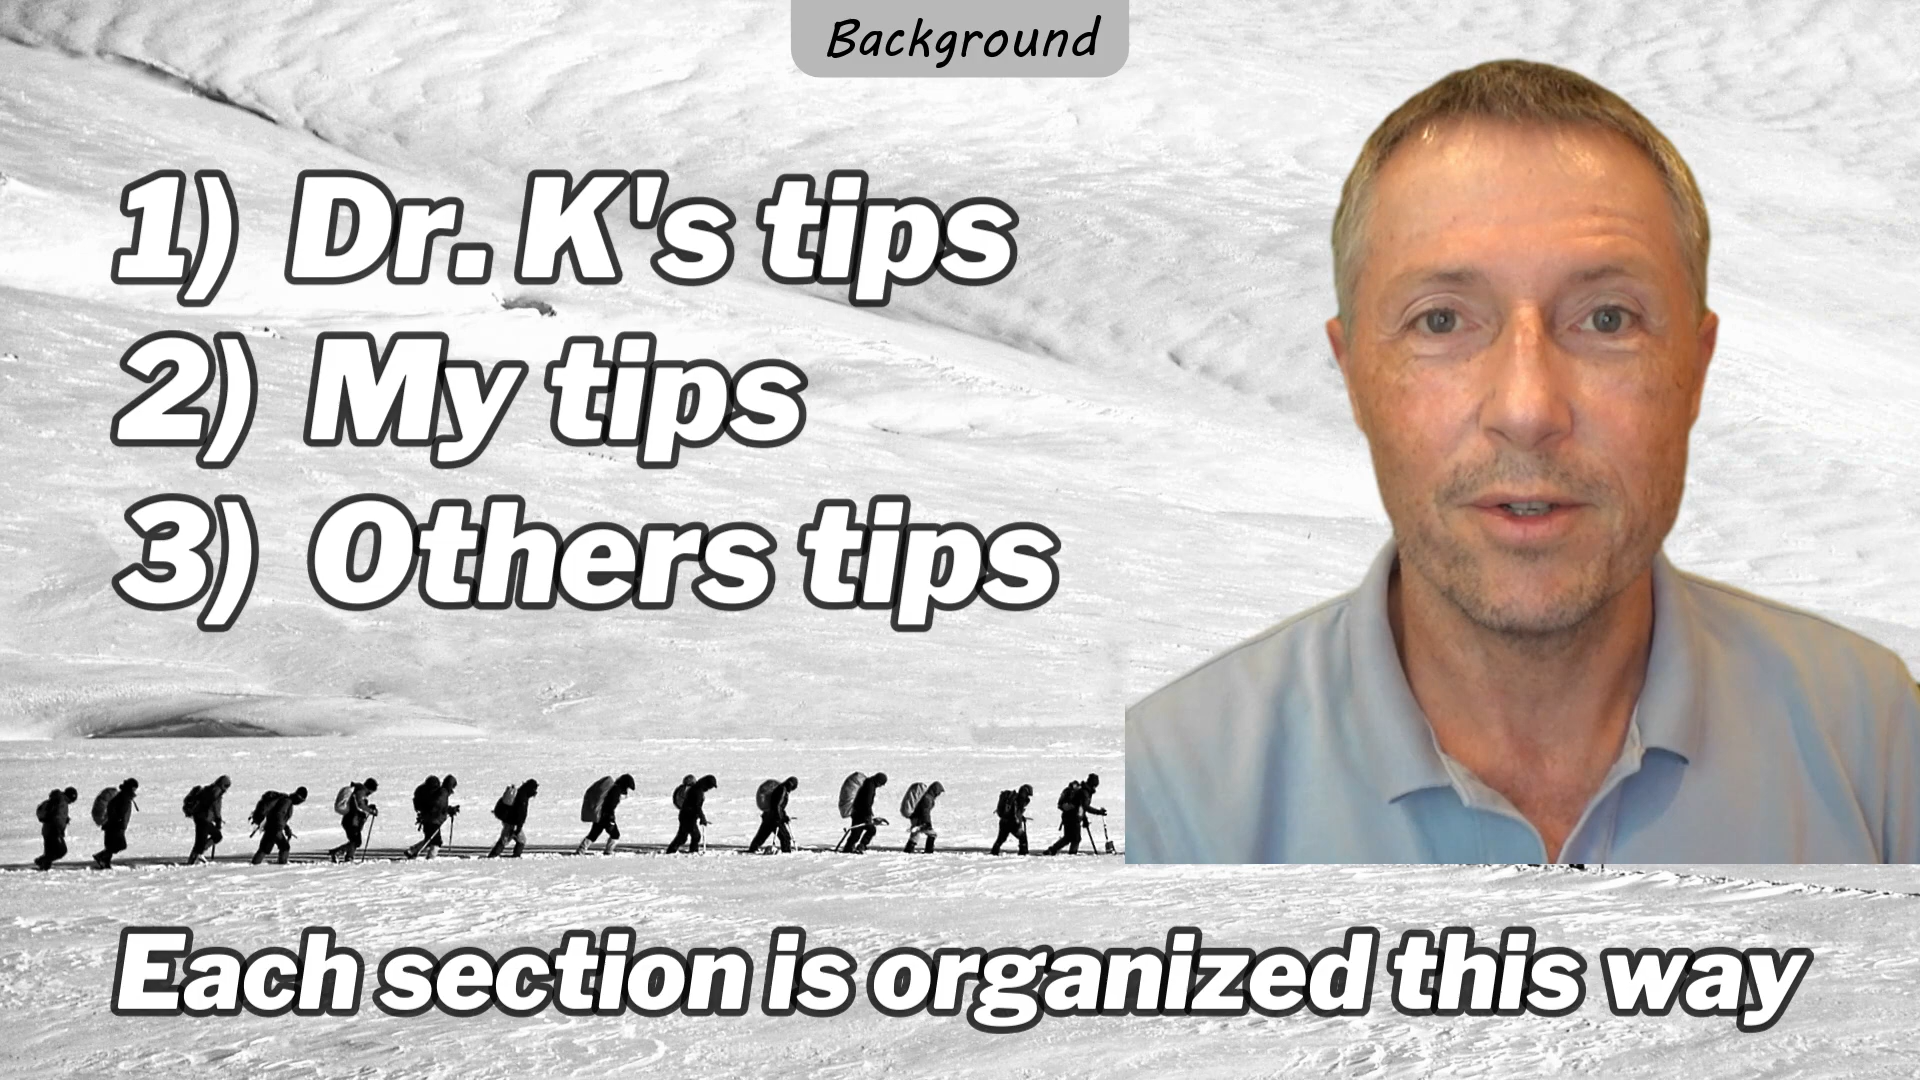 Background
1) Dr. K's tips
2) My tips
3) Others tips
Each section is organized this way